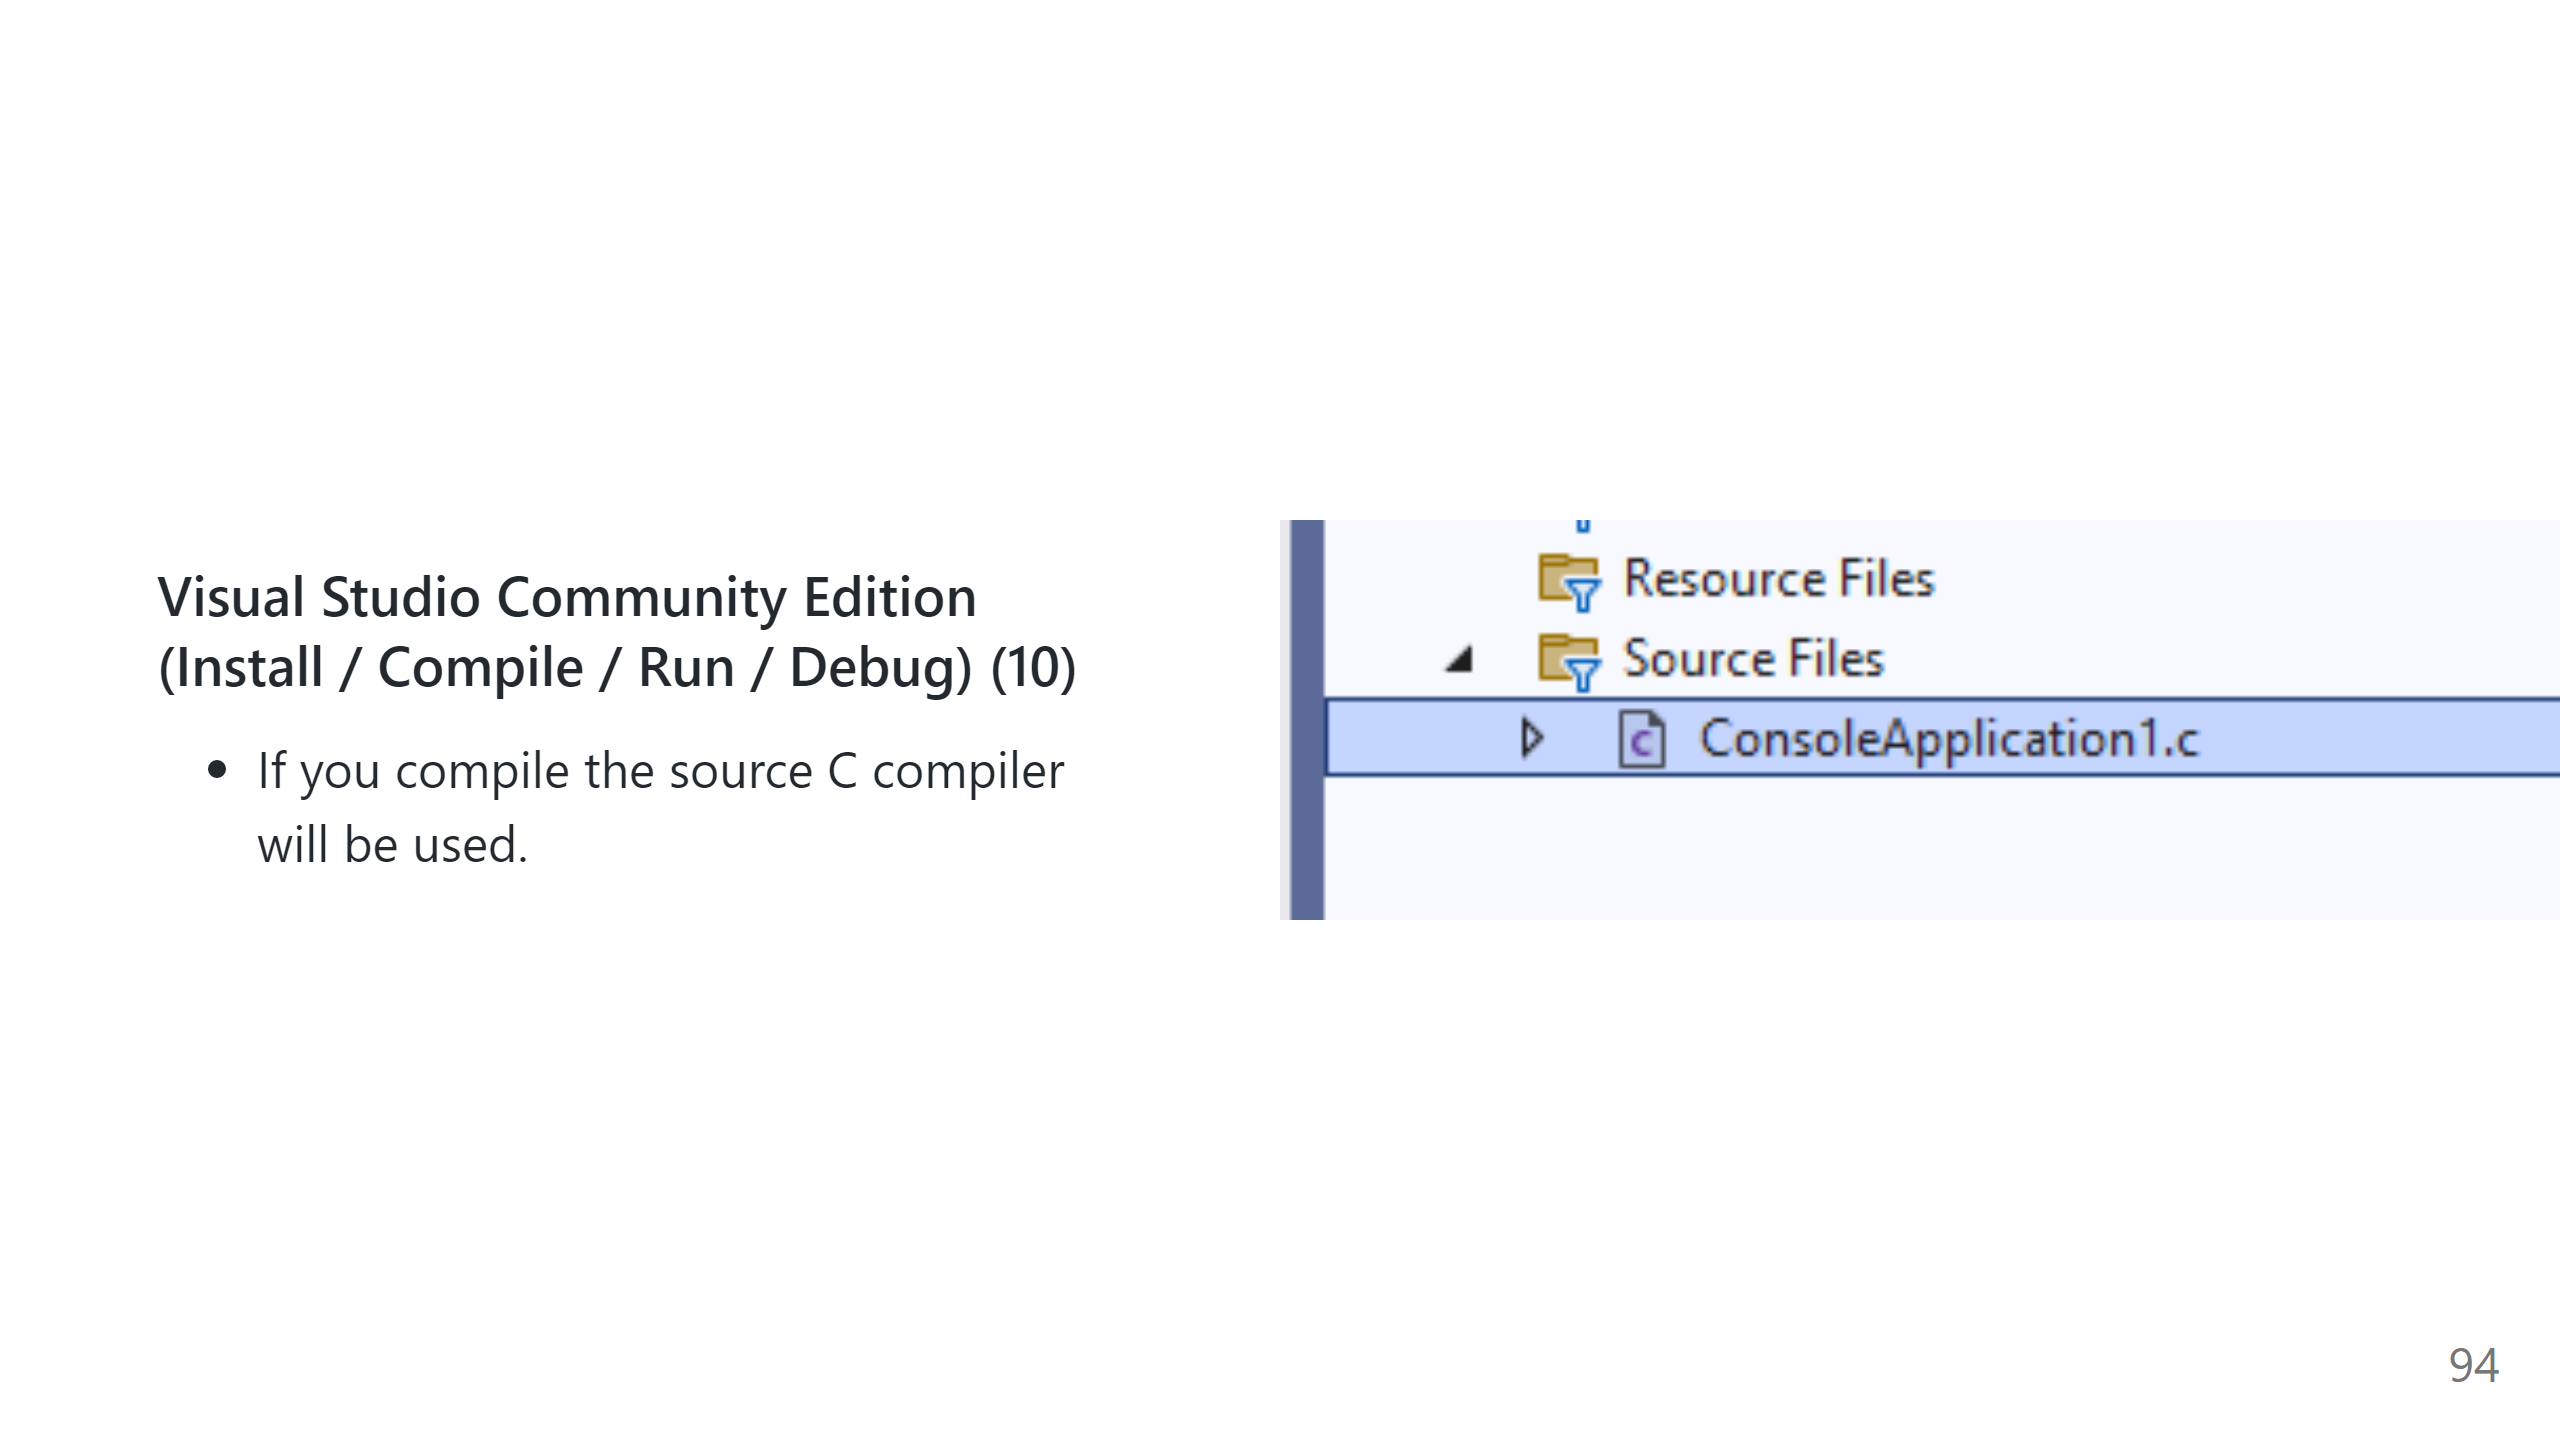 Visual Studio Community Edition
(Install / Compile / Run / Debug) (10)
• If you compile the source C compiler
will be used.
Resource Files
Source Files
ConsoleApplication1.c
94